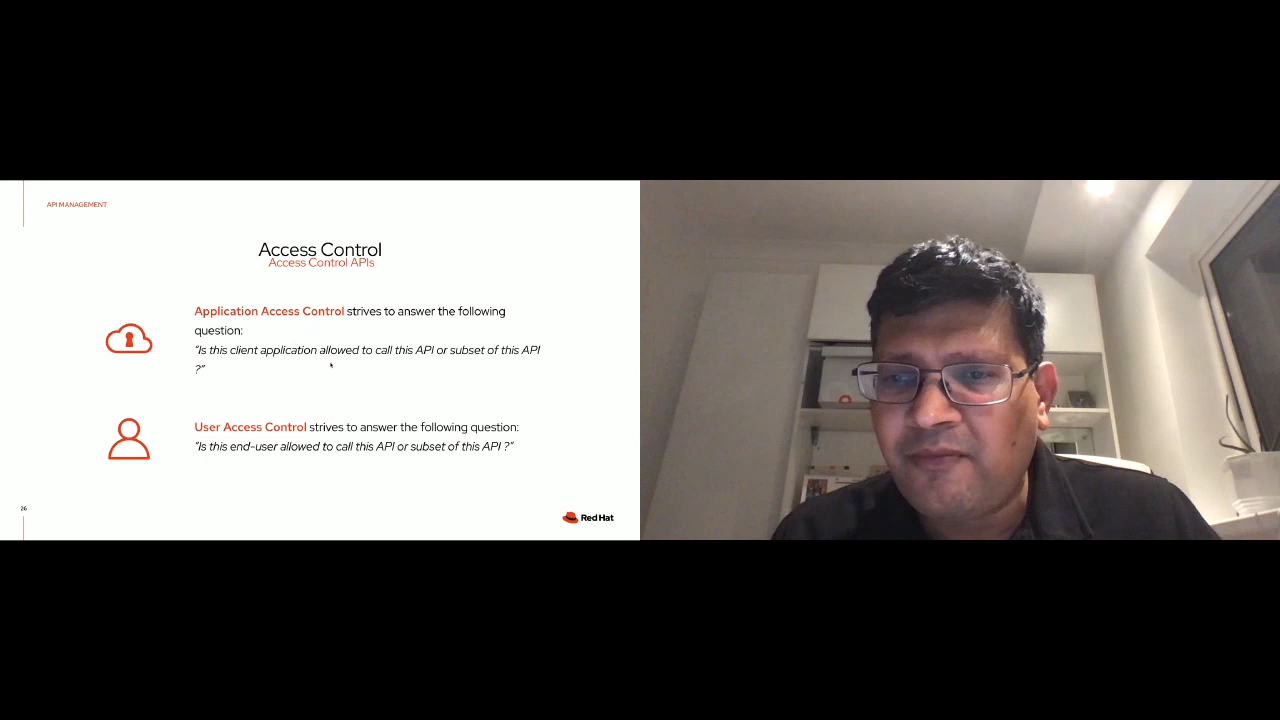 API MANAGEMENT
Access Control
Access Control APIs
Application Access Control strives to answer the following
question:
“Is this client application allowed to call this API or subset of this API
?”
User Access Control strives to answer the following question:
“Is this end-user allowed to call this API or subset of this API ?”
26
Red Hat